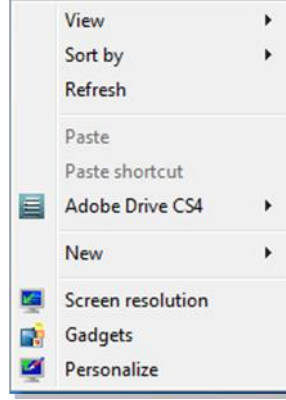 View
Sort by
Refresh
Paste
Paste shortcut
Adobe Drive CS4
New
Screen resolution
Gadgets
Personalize